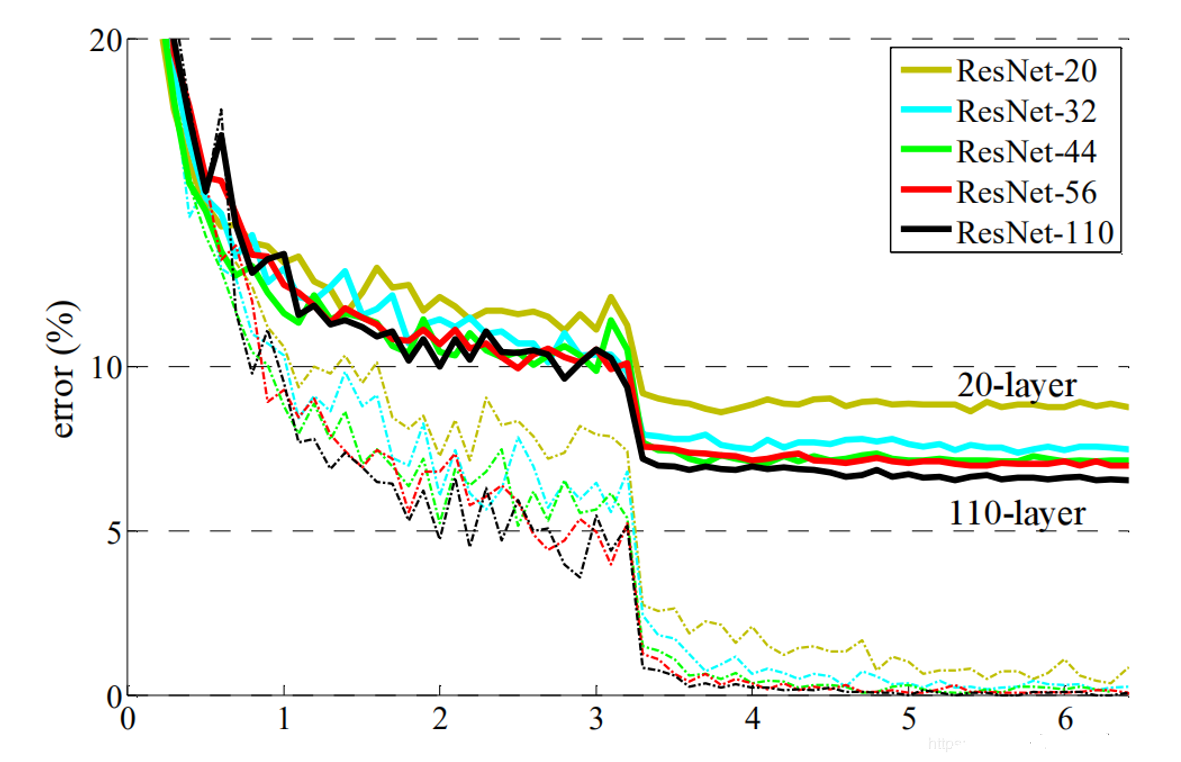 20
ResNet-20
ResNet-32
ResNet-44
ResNet-56
ResNet-110
error (%)
10
20-layer
110-layer
5
0
0 1 2 3 4 5 6
https